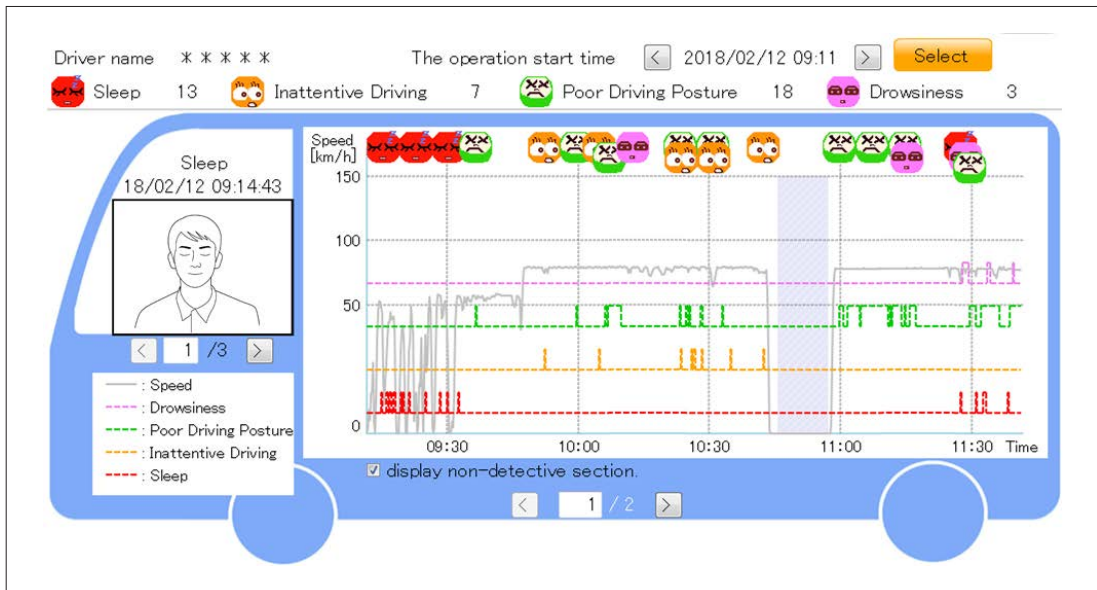 Driver name ＊＊＊＊＊ The operation start time < 2018/02/12 09:11 > Select
Sleep 13 Inattentive Driving 7 Poor Driving Posture 18 Drowsiness 3
Sleep
18/02/12 09:14:43
< 1 /3 >
: Speed
: Drowsiness
: Poor Driving Posture
: Inattentive Driving
: Sleep
Speed
[km/h]
150
100
50
0
09:30 10:00 10:30 11:00 11:30 Time
display non-detective section.
< 1 / 2 >